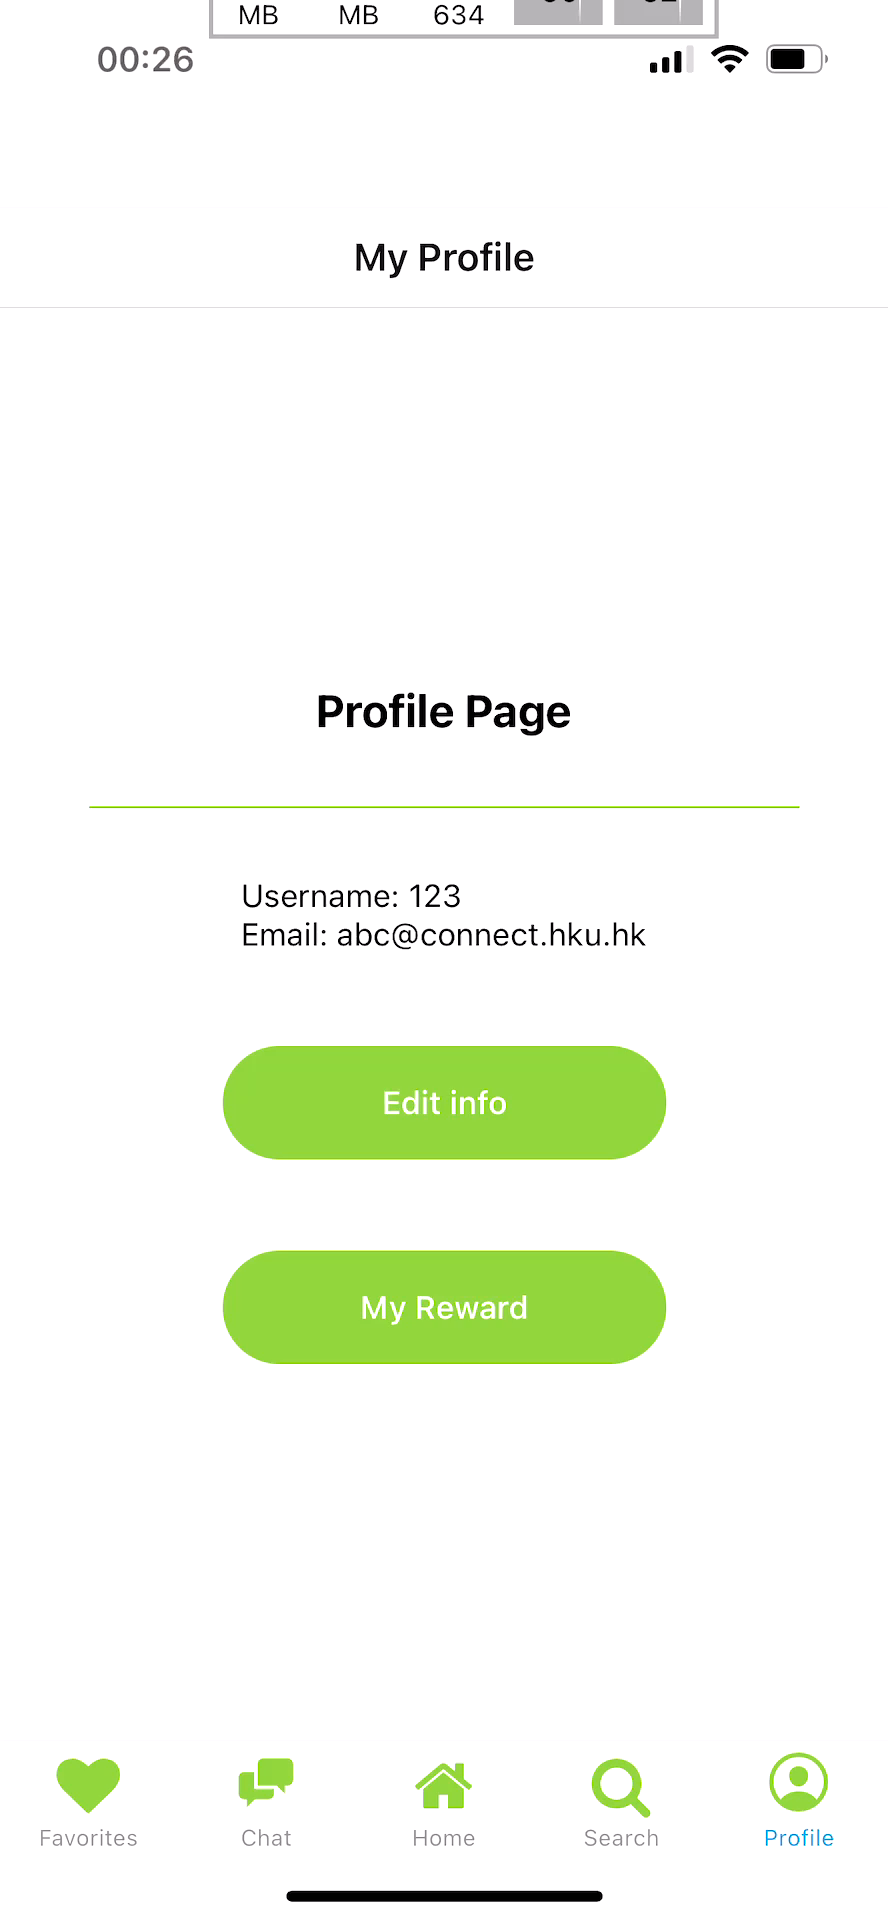 MB MB 634
00:26
My Profile
Profile Page
Username: 123
Email: abc@connect.hku.hk
Edit info
My Reward
Favorites Chat Home Search Profile